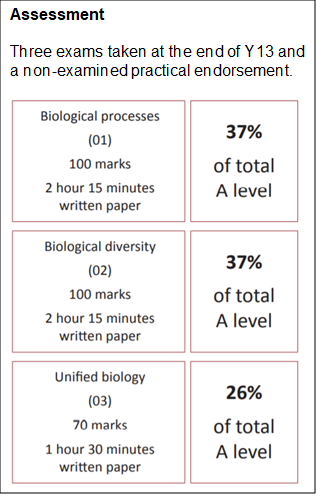 Assessment
Three exams taken at the end of Y13 and
a non-examined practical endorsement.
Biological processes
(01)
100 marks
2 hour 15 minutes
written paper
37%
of total
A level
Biological diversity
(02)
100 marks
2 hour 15 minutes
written paper
37%
of total
A level
Unified biology
(03)
70 marks
1 hour 30 minutes
written paper
26%
of total
A level